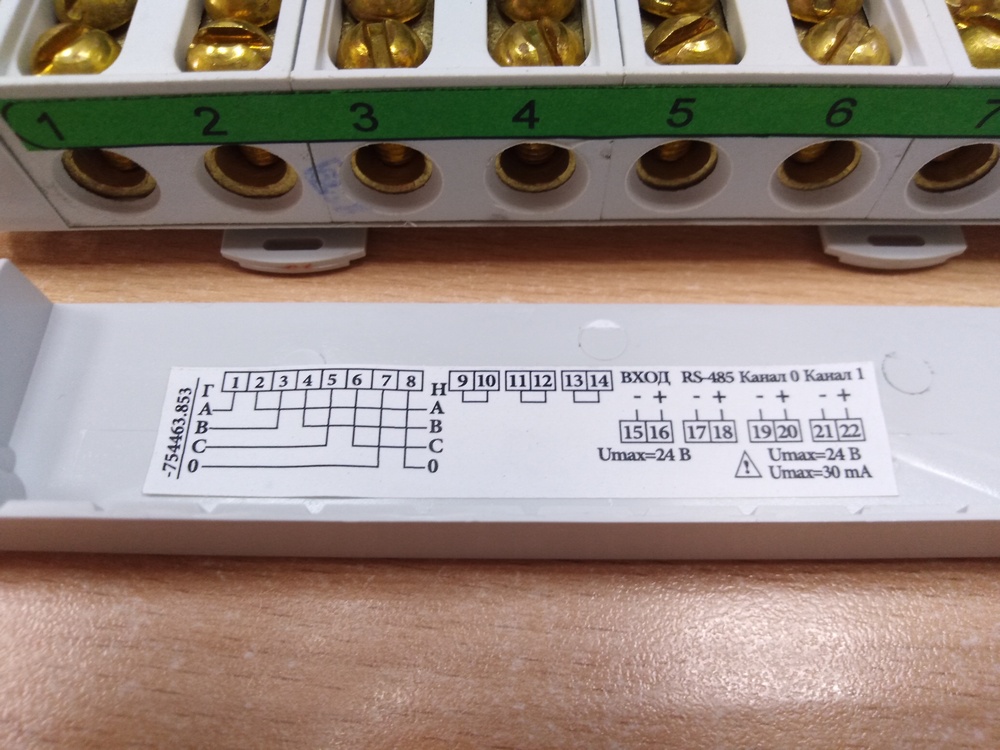 1 2 3 4 5 6 7
-754463.853
Г 1 2 3 4 5 6 7 8 Н 9 10 11 12 13 14 ВХОД RS-485 Канал 0 Канал 1
А А - + - + - + - +
В В 15 16 17 18 19 20 21 22
С С Umax=24 В Umax=24 В
0 0 Umax=30 mA